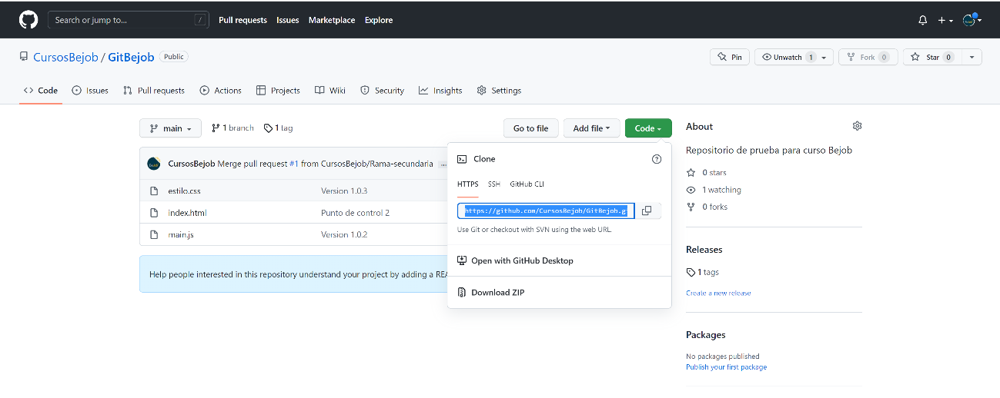 Search or jump to... /
Pull requests Issues Marketplace Explore
CursosBejob / GitBejob Public
Pin Unwatch 1 Fork 0 Star 0
Code Issues Pull requests Actions Projects Wiki Security Insights Settings
main 1 branch 1 tag Go to file Add file Code
CursosBejob Merge pull request #1 from CursosBejob/Rama-secundaria ...
estilo.css Version 1.0.3
index.html Punto de control 2
main.js Version 1.0.2
Help people interested in this repository understand your project by adding a REA
Clone
HTTPS SSH GitHub CLI
https://github.com/CursosBejob/GitBejob.gi
Use Git or checkout with SVN using the web URL.
Open with GitHub Desktop
Download ZIP
About
Repositorio de prueba para curso Bejob
0 stars
1 watching
0 forks
Releases
1 tags
Create a new release
Packages
No packages published
Publish your first package